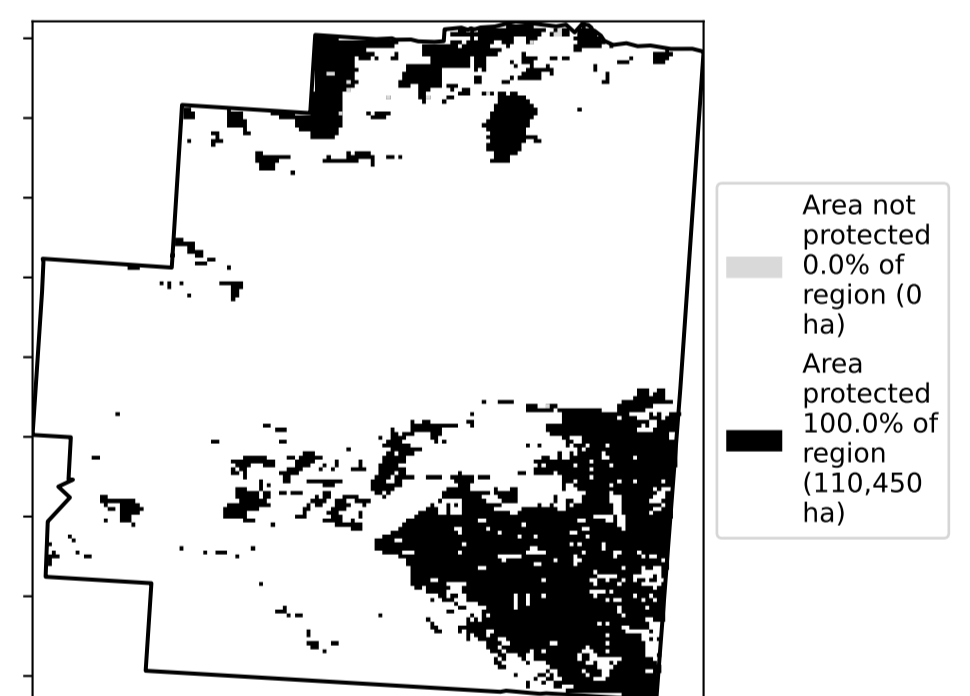 Area not
protected
0.0% of
region (0
ha)
Area
protected
100.0% of
region
(110,450
ha)